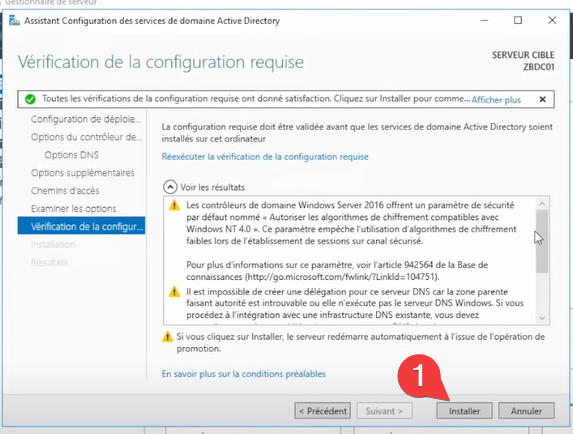 Gestionnaire de serveur
Assistant Configuration des services de domaine Active Directory
Vérification de la configuration requise
SERVEUR CIBLE
ZBDC01
Toutes les vérifications de la configuration requise ont donné satisfaction. Cliquez sur Installer pour comme... Afficher plus
Configuration de déploie...
Options du contrôleur de...
Options DNS
Options supplémentaires
Chemins d'accès
Examiner les options
Vérification de la configur...
Installation
Résultats
La configuration requise doit être validée avant que les services de domaine Active Directory soient
installés sur cet ordinateur
Réexécuter la vérification de la configuration requise
Voir les résultats
Les contrôleurs de domaine Windows Server 2016 offrent un paramètre de sécurité
par défaut nommé « Autoriser les algorithmes de chiffrement compatibles avec
Windows NT 4.0 ». Ce paramètre empêche l'utilisation d'algorithmes de chiffrement
faibles lors de l'établissement de sessions sur canal sécurisé.
Pour plus d'informations sur ce paramètre, voir l'article 942564 de la Base de
connaissances (http://go.microsoft.com/fwlink/?LinkId=104751).
Il est impossible de créer une délégation pour ce serveur DNS car la zone parente
faisant autorité est introuvable ou elle n'exécute pas le serveur DNS Windows. Si vous
procédez à l'intégration avec une infrastructure DNS existante, vous devez
Si vous cliquez sur Installer, le serveur redémarre automatiquement à l'issue de l'opération de
promotion.
En savoir plus sur la conditions préalables
1
< Précédent
Suivant >
Installer
Annuler